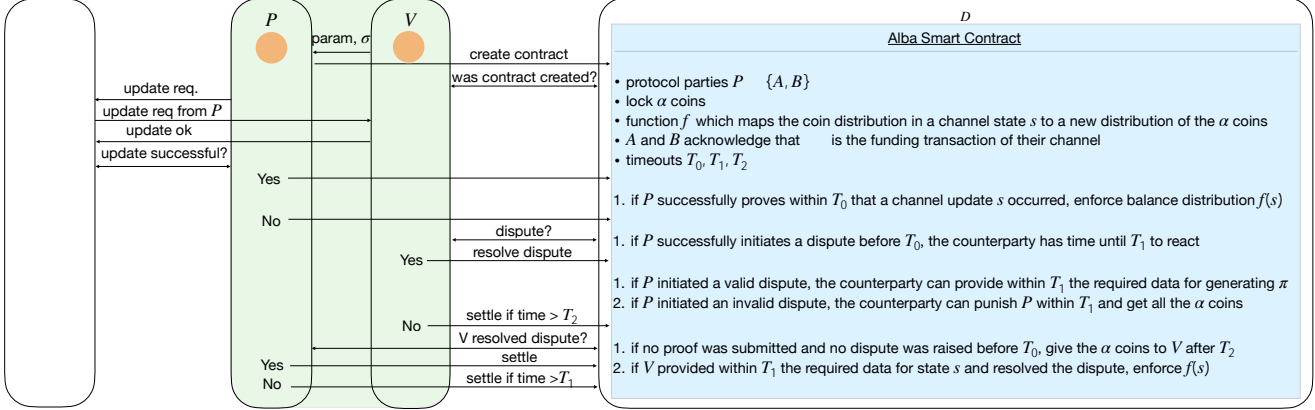 P
V
D
Alba Smart Contract
param, σ
create contract
was contract created?
• protocol parties P {A, B}
• lock α coins
update req.
update req from P
• function f which maps the coin distribution in a channel state s to a new distribution of the α coins
update ok
• A and B acknowledge that is the funding transaction of their channel
update successful?
• timeouts T₀, T₁, T₂
Yes
1. if P successfully proves within T₀ that a channel update s occurred, enforce balance distribution f(s)
No
dispute?
1. if P successfully initiates a dispute before T₀, the counterparty has time until T₁ to react
Yes
resolve dispute
1. if P initiated a valid dispute, the counterparty can provide within T₁ the required data for generating π
2. if P initiated an invalid dispute, the counterparty can punish P within T₁ and get all the α coins
No
settle if time > T₂
V resolved dispute?
1. if no proof was submitted and no dispute was raised before T₀, give the α coins to V after T₂
Yes
settle
2. if V provided within T₁ the required data for state s and resolved the dispute, enforce f(s)
No
settle if time >T₁